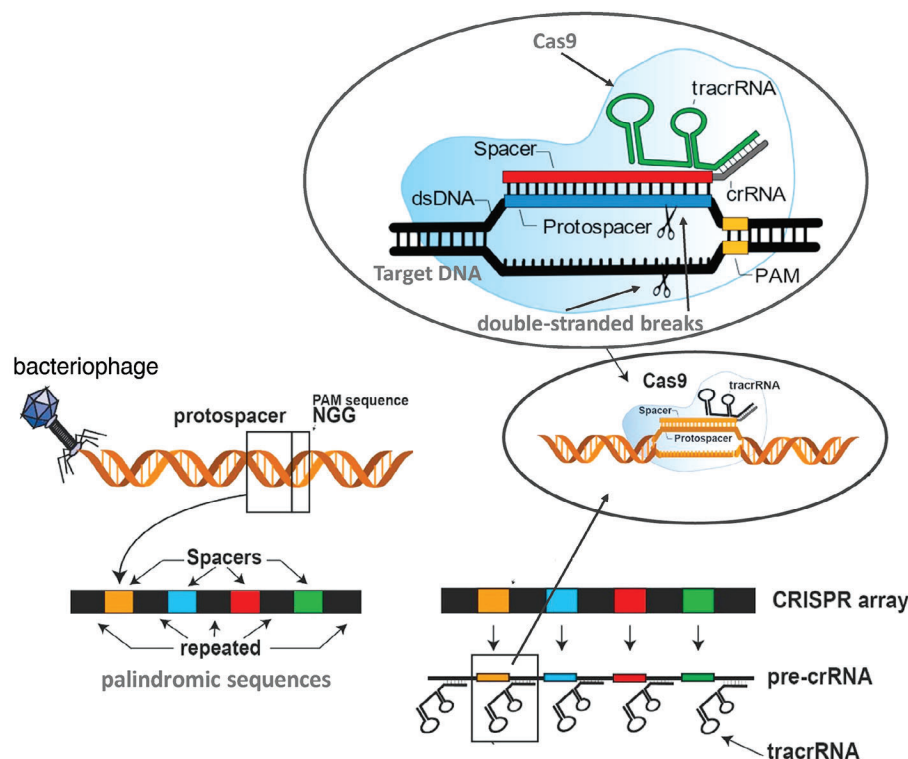 Cas9
tracrRNA
Spacer
crRNA
dsDNA
Protospacer
Target DNA
PAM
double-stranded breaks
bacteriophage
Cas9
tracrRNA
PAM sequence
protospacer
NGG
Spacer
Protospacer
Spacers
CRISPR array
repeated
palindromic sequences
pre-crRNA
tracrRNA